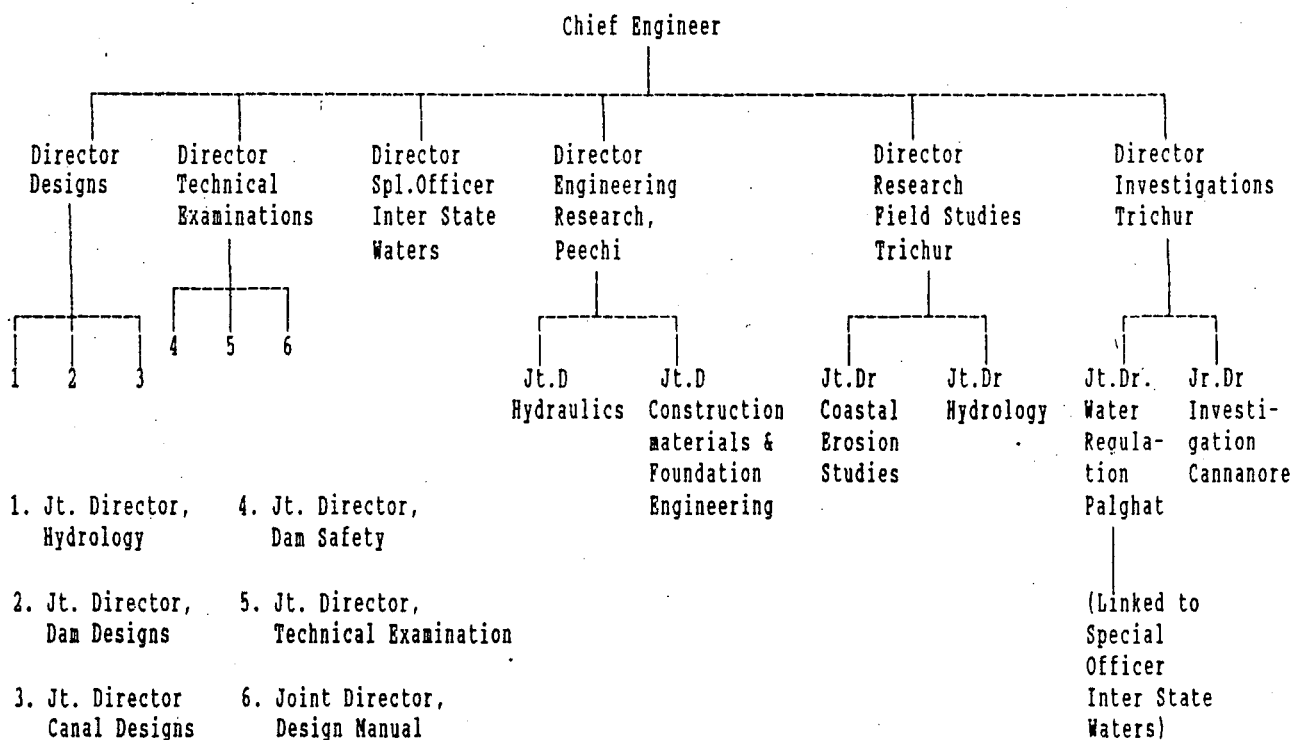 Chief Engineer
Director
Designs
Director
Technical
Examinations
Director
Spl.Officer
Inter State
Waters
Director
Engineering
Research,
Peechi
Director
Research
Field Studies
Trichur
Director
Investigations
Trichur
1
2
3
4
5
6
Jt.D
Hydraulics
Jt.D
Construction
materials &
Foundation
Engineering
Jt.Dr
Coastal
Erosion
Studies
Jt.Dr
Hydrology
Jt.Dr.
Water
Regula-
tion
Palghat
Jr.Dr
Investi-
gation
Cannanore
(Linked to
Special
Officer
Inter State
Waters)
1. Jt. Director,
Hydrology
2. Jt. Director,
Dam Designs
3. Jt. Director
Canal Designs
4. Jt. Director,
Dam Safety
5. Jt. Director,
Technical Examination
6. Joint Director,
Design Manual